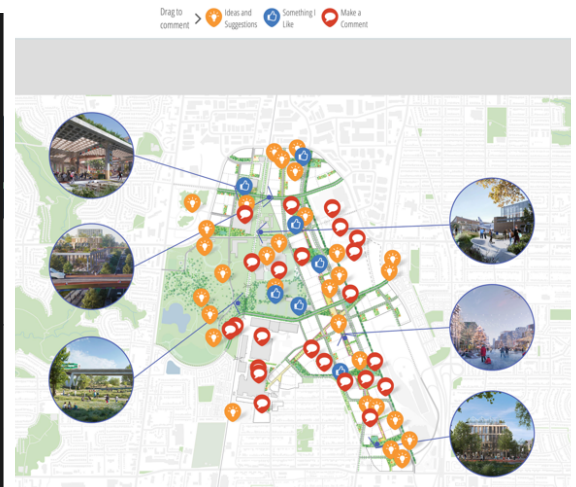 Drag to
comment
Ideas and
Suggestions
Something I
Like
Make a
Comment